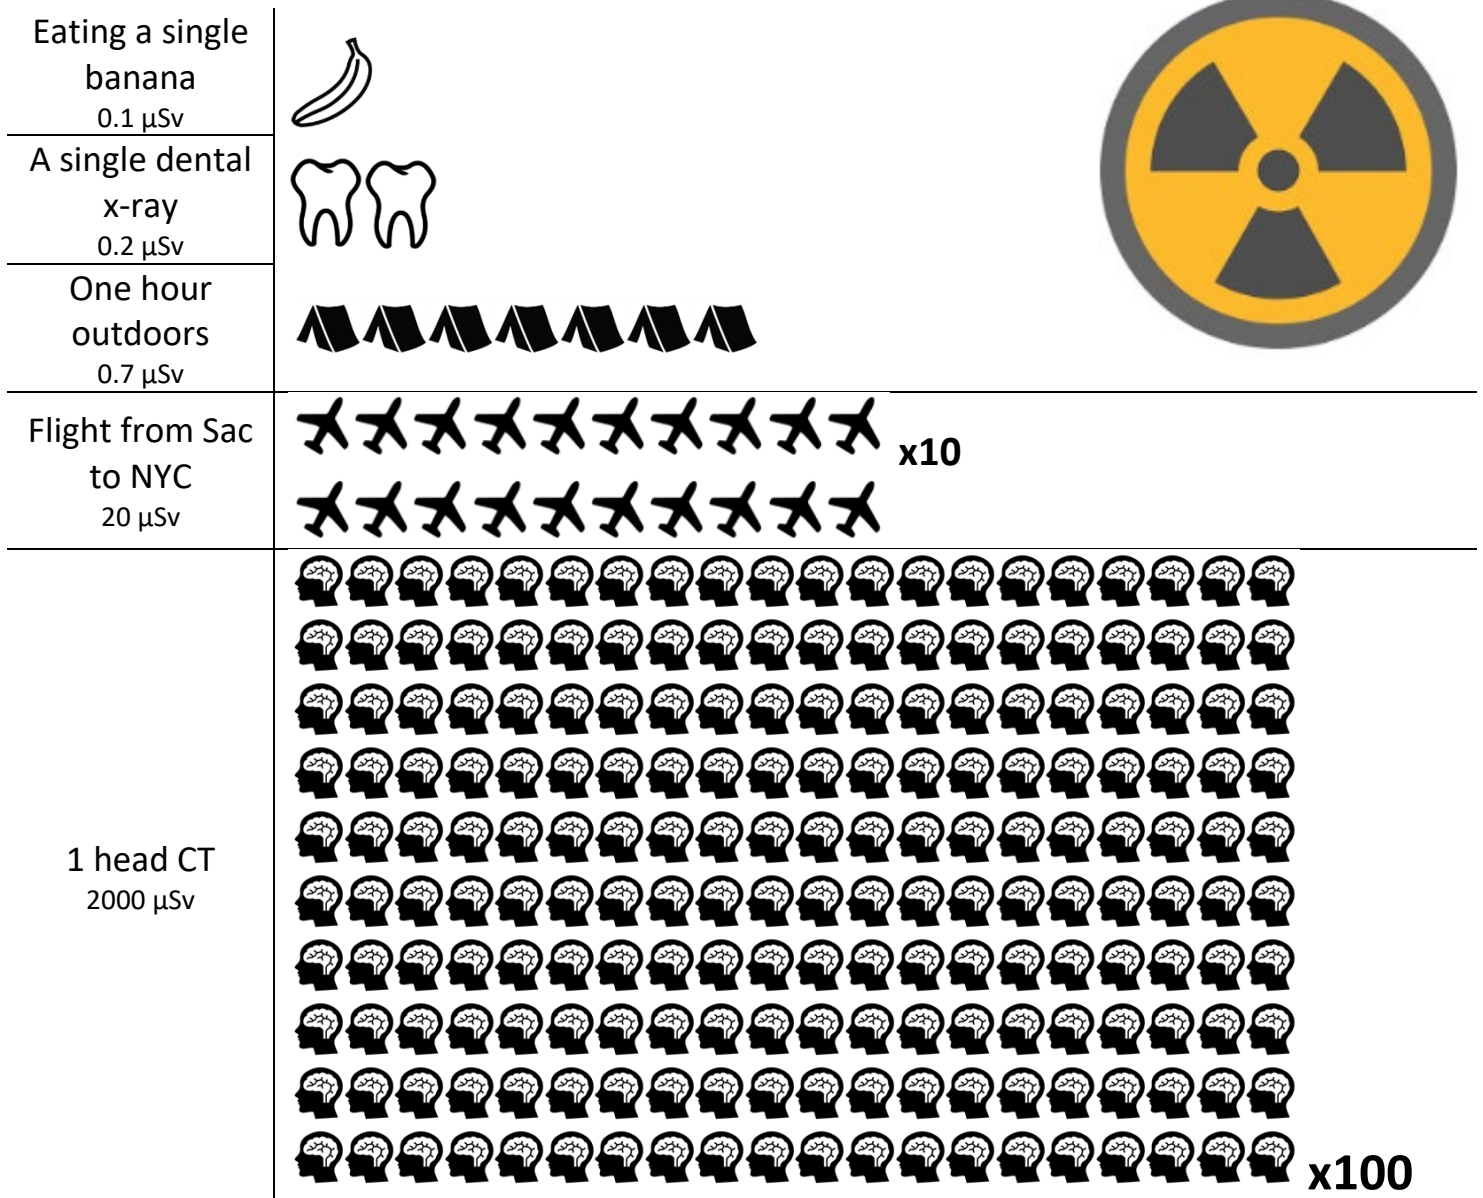 Eating a single
banana
0.1 µSv
A single dental
x-ray
0.2 µSv
One hour
outdoors
0.7 µSv
Flight from Sac
to NYC
20 µSv
x10
1 head CT
2000 µSv
x100